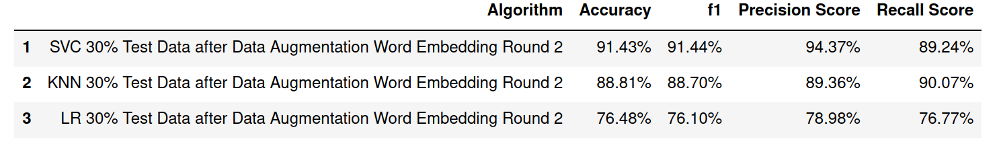 Algorithm Accuracy f1 Precision Score Recall Score
1 SVC 30% Test Data after Data Augmentation Word Embedding Round 2 91.43% 91.44% 94.37% 89.24%
2 KNN 30% Test Data after Data Augmentation Word Embedding Round 2 88.81% 88.70% 89.36% 90.07%
3 LR 30% Test Data after Data Augmentation Word Embedding Round 2 76.48% 76.10% 78.98% 76.77%